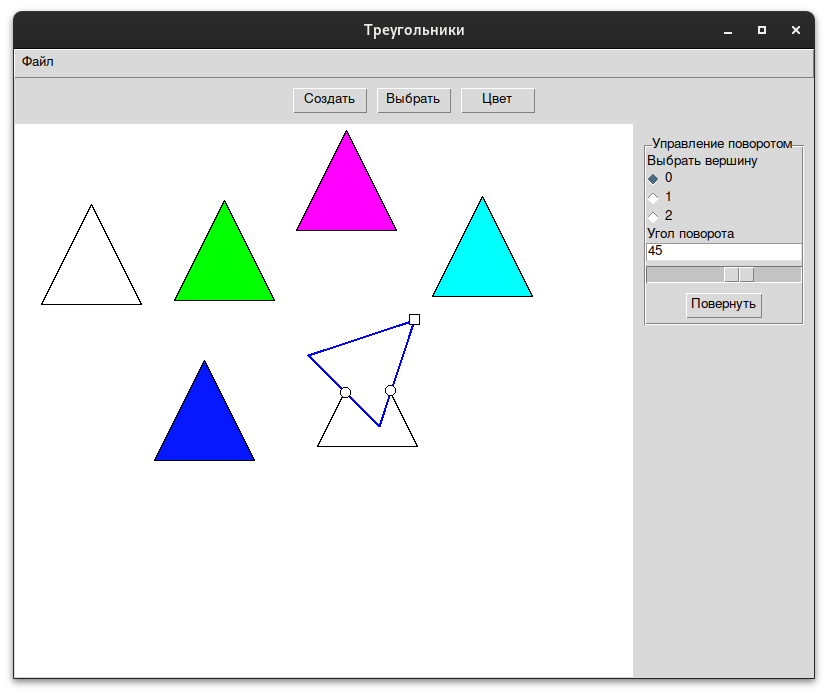 Треугольники
Файл
Создать Выбрать Цвет
Управление поворотом
Выбрать вершину
0
1
2
Угол поворота
45
Повернуть